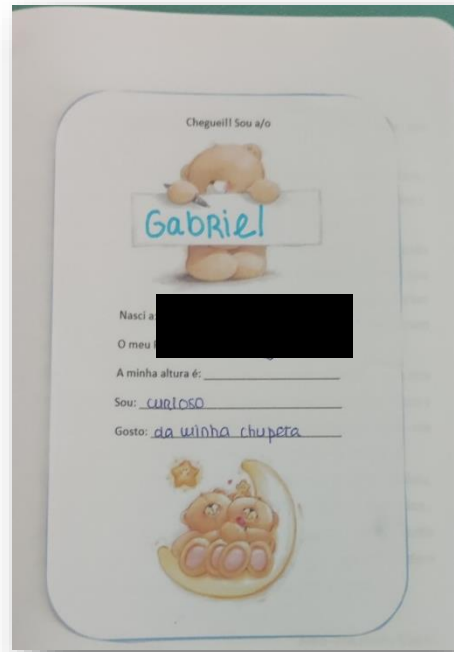 Cheguei!! Sou a/o
Gabriel
Nasci a:
O meu
A minha altura é:
Sou: curioso
Gosto: da minha chupeta